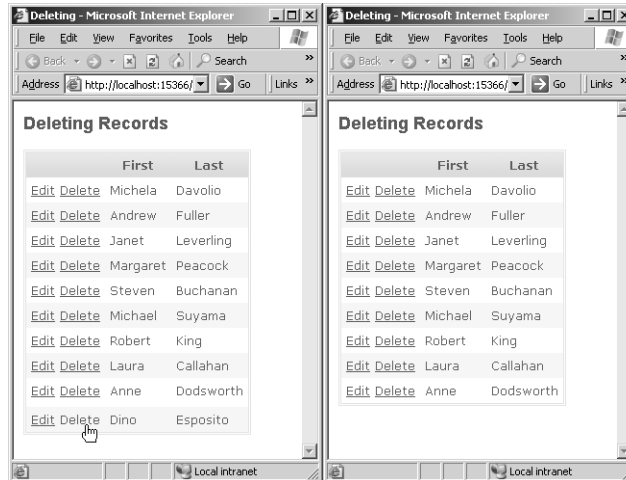 Deleting - Microsoft Internet Explorer
File Edit View Favorites Tools Help
Back Search »
Address http://localhost:15366/ Go Links »
Deleting Records
First Last
Edit Delete Michela Davolio
Edit Delete Andrew Fuller
Edit Delete Janet Leverling
Edit Delete Margaret Peacock
Edit Delete Steven Buchanan
Edit Delete Michael Suyama
Edit Delete Robert King
Edit Delete Laura Callahan
Edit Delete Anne Dodsworth
Edit Delete Dino Esposito
Local intranet
Deleting - Microsoft Internet Explorer
File Edit View Favorites Tools Help
Back Search »
Address http://localhost:15366/ Go Links »
Deleting Records
First Last
Edit Delete Michela Davolio
Edit Delete Andrew Fuller
Edit Delete Janet Leverling
Edit Delete Margaret Peacock
Edit Delete Steven Buchanan
Edit Delete Michael Suyama
Edit Delete Robert King
Edit Delete Laura Callahan
Edit Delete Anne Dodsworth
Local intranet